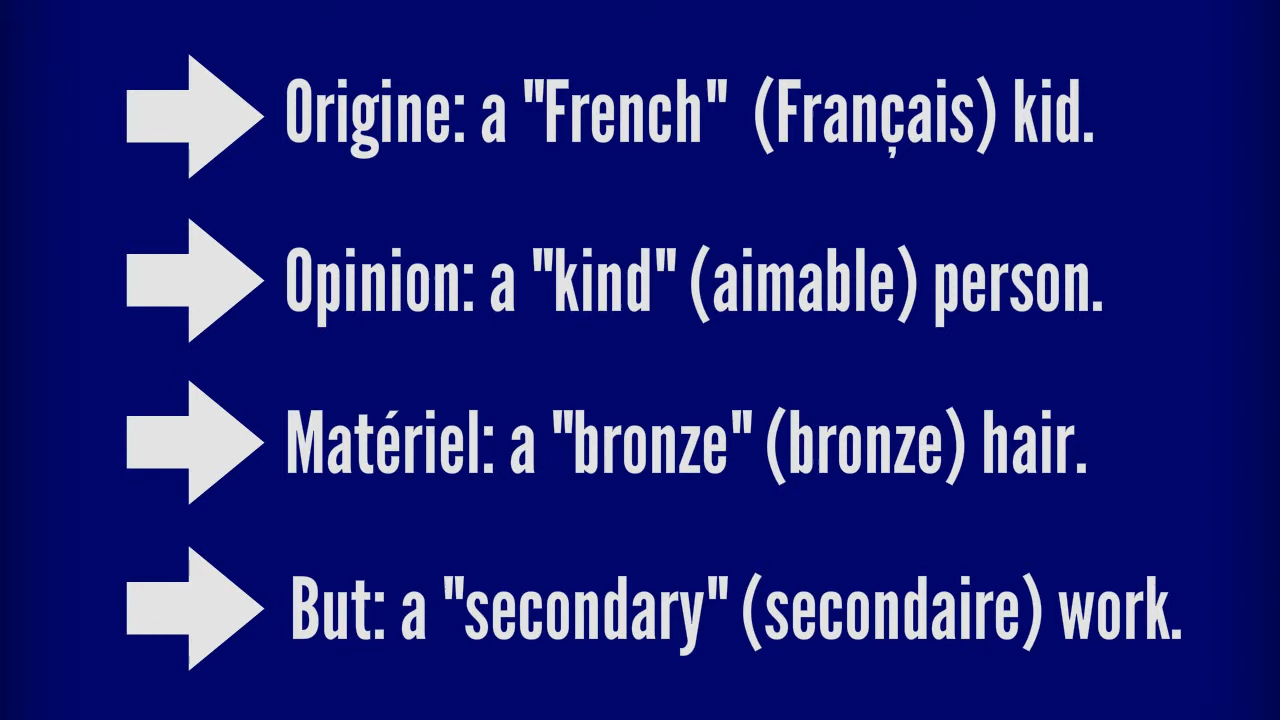 Origine: a "French" (Français) kid.
Opinion: a "kind" (aimable) person.
Matériel: a "bronze" (bronze) hair.
But: a "secondary" (secondaire) work.